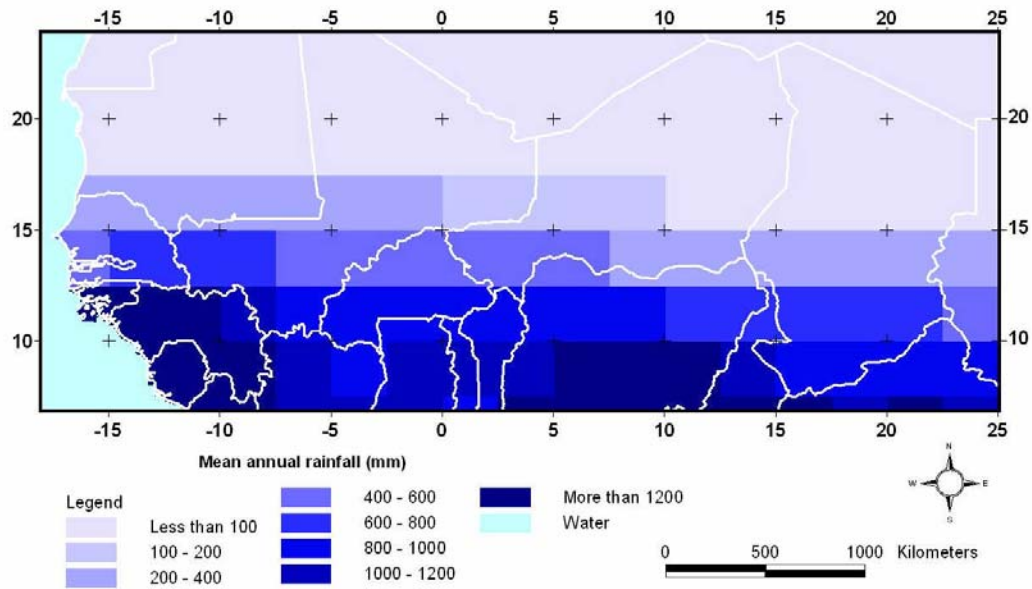 -15 -10 -5 0 5 10 15 20 25
20 20
15 15
10 10
-15 -10 -5 0 5 10 15 20 25
Mean annual rainfall (mm)
Legend
Less than 100
100 - 200
200 - 400
400 - 600
600 - 800
800 - 1000
1000 - 1200
More than 1200
Water
N
W E
S
0 500 1000 Kilometers